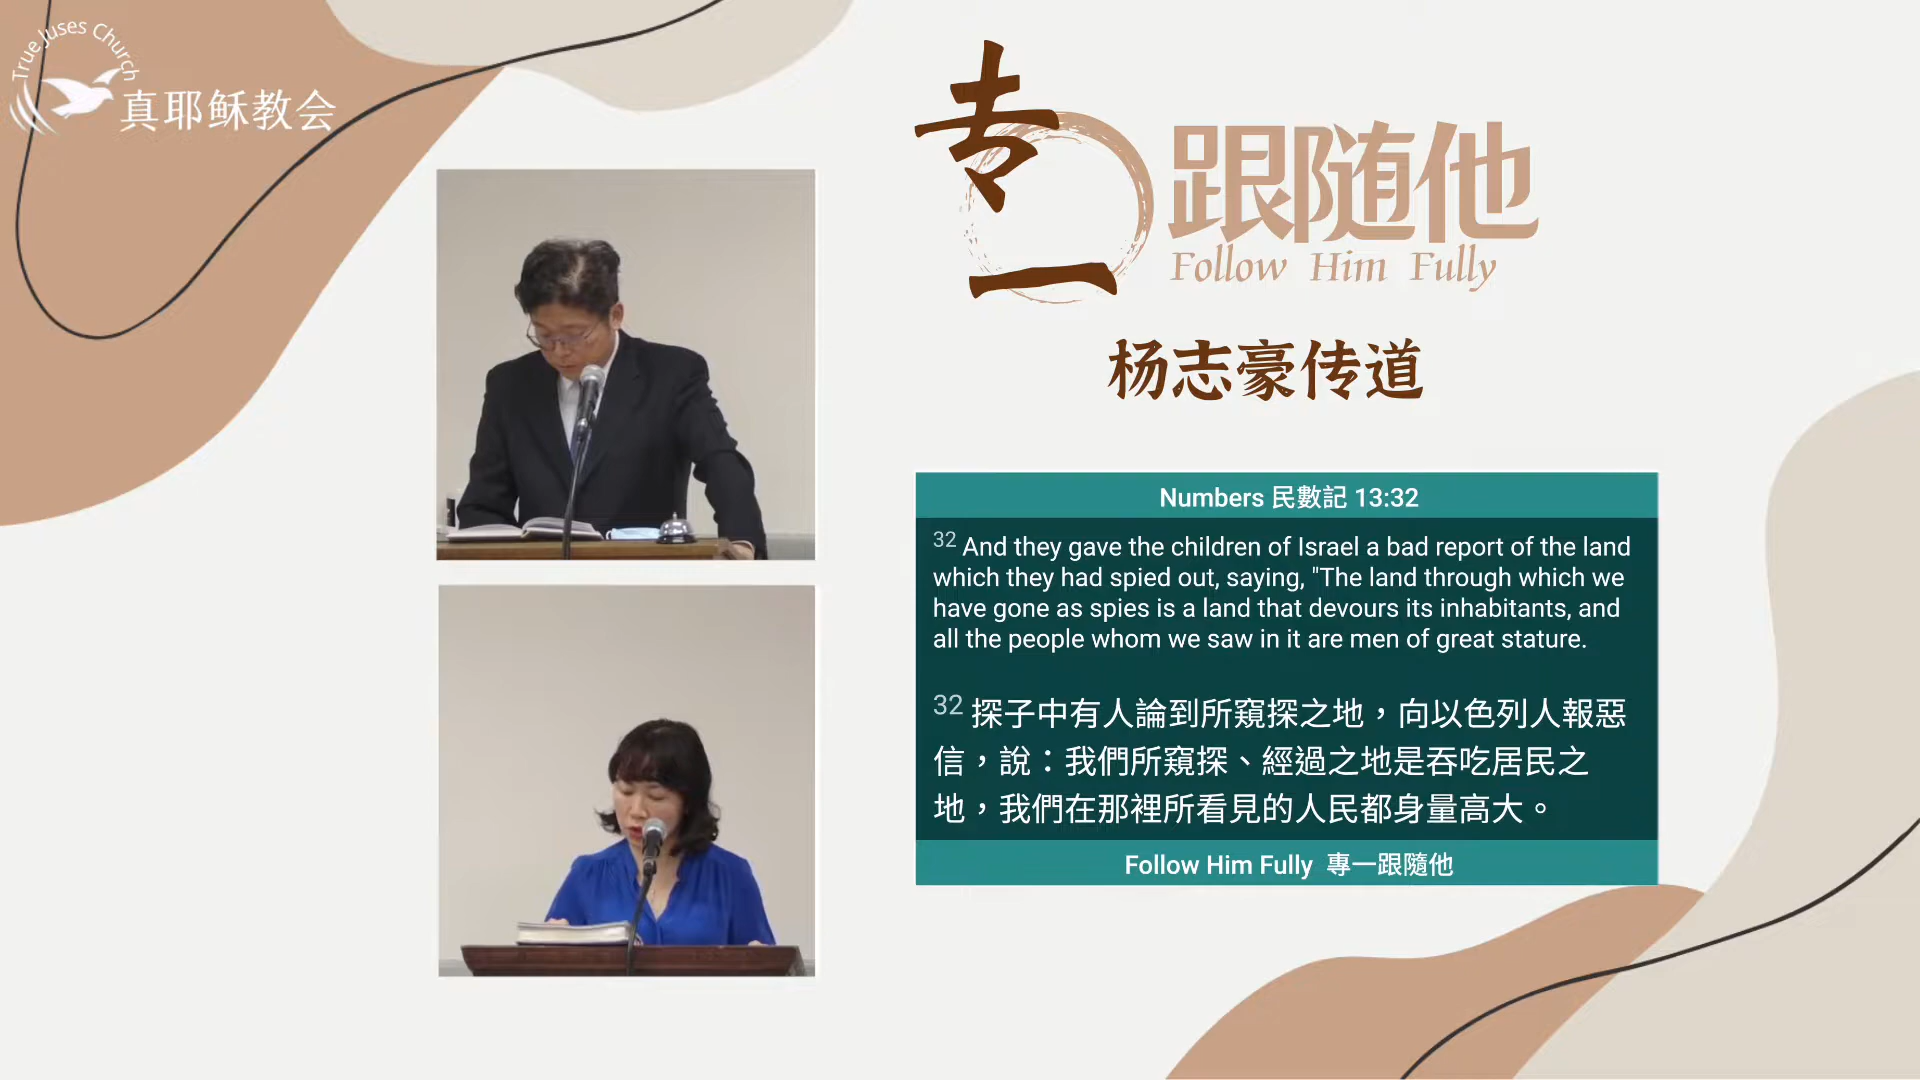 True Juses Church
真耶稣教会
专一
跟随他
Follow Him Fully
杨志豪传道
Numbers 民數記 13:32
32 And they gave the children of Israel a bad report of the land
which they had spied out, saying, "The land through which we
have gone as spies is a land that devours its inhabitants, and
all the people whom we saw in it are men of great stature.
32 探子中有人論到所窺探之地，向以色列人報惡
信，說：我們所窺探、經過之地是吞吃居民之
地，我們在那裡所看見的人民都身量高大。
Follow Him Fully 專一跟隨他